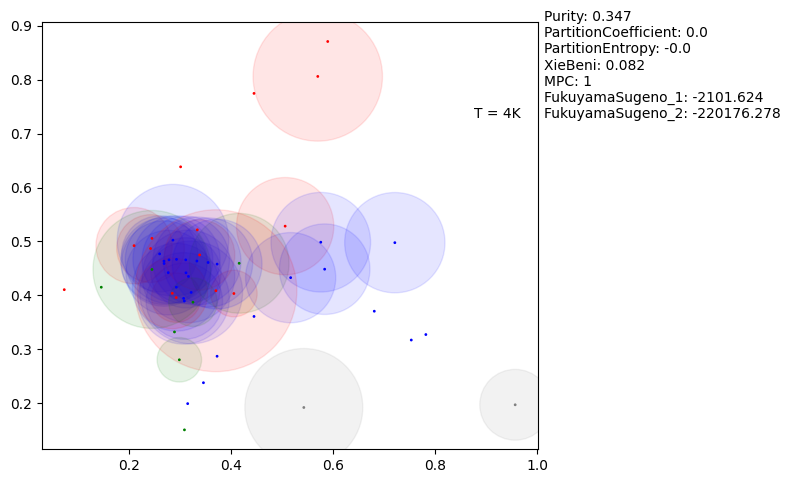 Purity: 0.347
PartitionCoefficient: 0.0
PartitionEntropy: -0.0
XieBeni: 0.082
MPC: 1
FukuyamaSugeno_1: -2101.624
FukuyamaSugeno_2: -220176.278
T = 4K
0.9
0.8
0.7
0.6
0.5
0.4
0.3
0.2
0.2
0.4
0.6
0.8
1.0